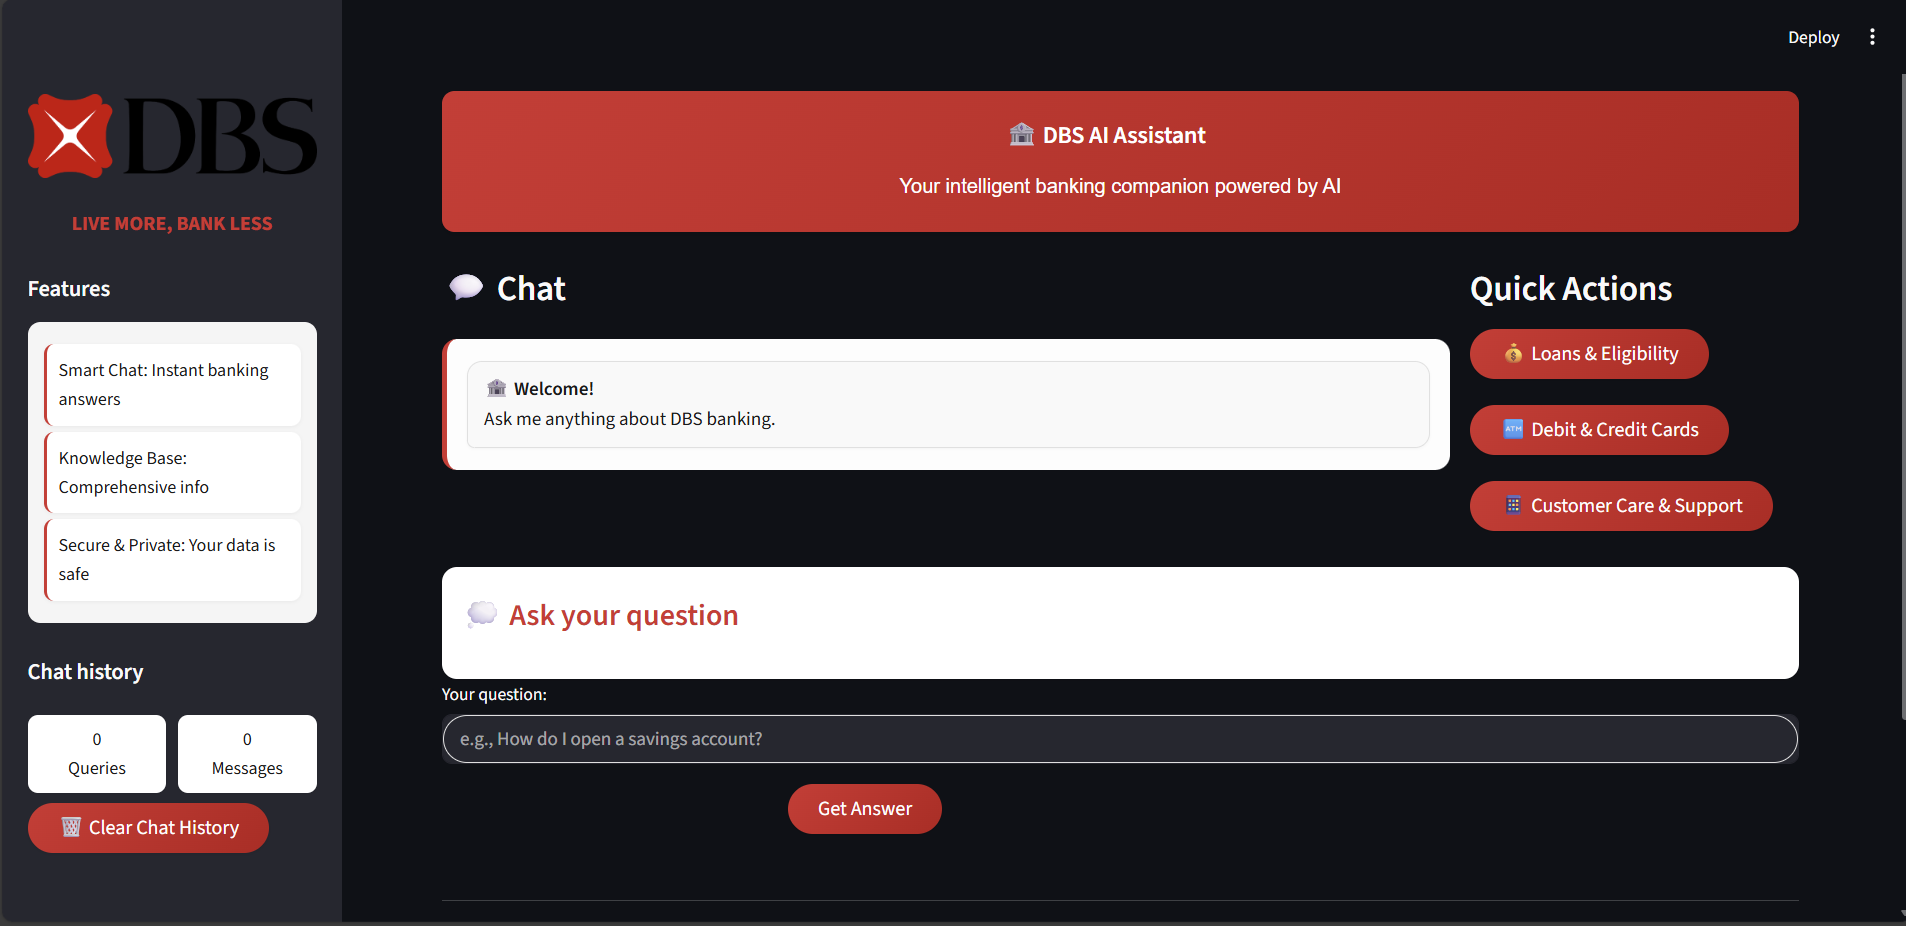 Deploy
DBS
LIVE MORE, BANK LESS
Features
Smart Chat: Instant banking
answers
Knowledge Base:
Comprehensive info
Secure & Private: Your data is
safe
Chat history
0
Queries
0
Messages
Clear Chat History
DBS AI Assistant
Your intelligent banking companion powered by AI
Chat
Welcome!
Ask me anything about DBS banking.
Quick Actions
Loans & Eligibility
ATM
Debit & Credit Cards
Customer Care & Support
Ask your question
Your question:
e.g., How do I open a savings account?
Get Answer